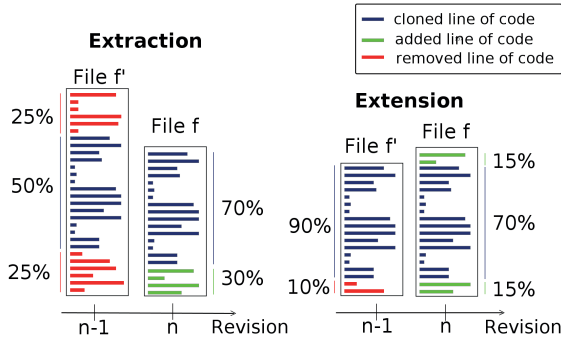 cloned line of code
added line of code
removed line of code
Extraction
File f'
File f
25%
50%
25%
70%
30%
n-1
n
Revision
Extension
File f'
File f
90%
10%
15%
70%
15%
n-1
n
Revision